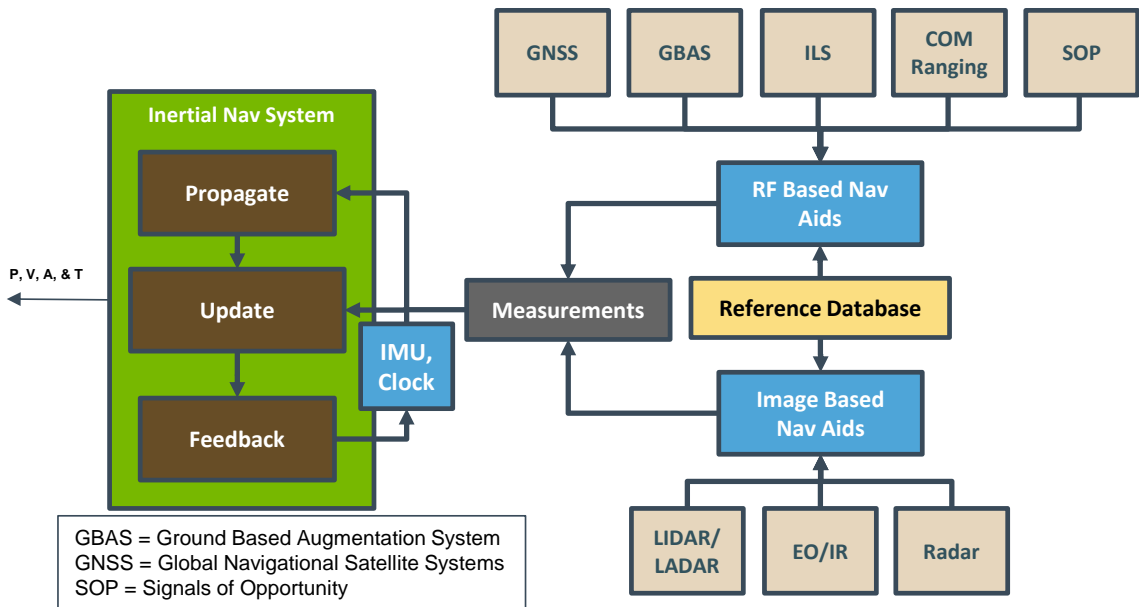 GNSS
GBAS
ILS
COM
Ranging
SOP
Inertial Nav System
Propagate
RF Based Nav
Aids
P, V, A, & T
Update
Measurements
Reference Database
IMU,
Clock
Feedback
Image Based
Nav Aids
LIDAR/
LADAR
EO/IR
Radar
GBAS = Ground Based Augmentation System
GNSS = Global Navigational Satellite Systems
SOP = Signals of Opportunity